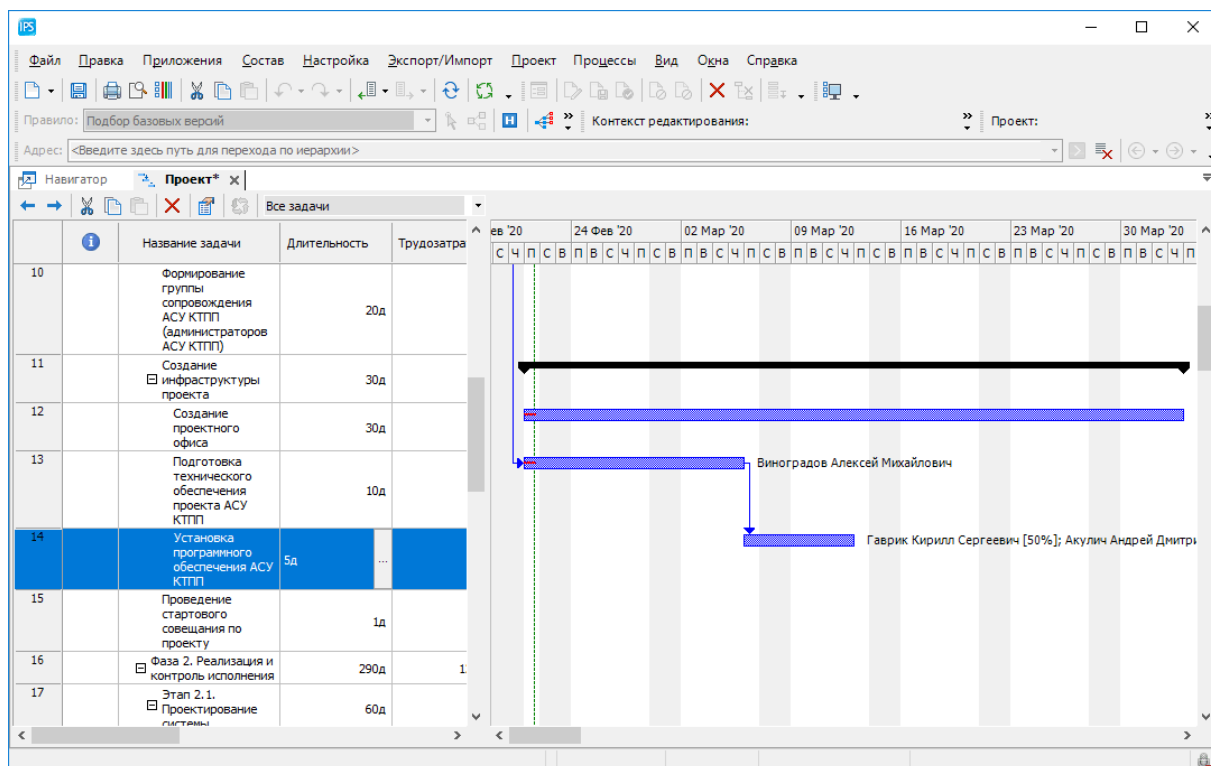 IPS
Файл Правка Приложения Состав Настройка Экспорт/Импорт Проект Процессы Вид Окна Справка
Правило: Подбор базовых версий H Контекст редактирования: Проект:
Адрес: <Введите здесь путь для перехода по иерархии>
Навигатор Проект*
Все задачи
Название задачи Длительность Трудозатра
ев '20 24 Фев '20 02 Мар '20 09 Мар '20 16 Мар '20 23 Мар '20 30 Мар '20
С Ч П С В П В С Ч П С В П В С Ч П С В П В С Ч П С В П В С Ч П С В П В С Ч П С В П В С Ч П
10 Формирование
группы
сопровождения
АСУ КТПП
(администраторов
АСУ КТПП)
20д
11 Создание
инфраструктуры
проекта
30д
12 Создание
проектного
офиса
30д
13 Подготовка
технического
обеспечения
проекта АСУ
КТПП
10д
Виноградов Алексей Михайлович
14 Установка
программного
обеспечения АСУ
КТПП
5д ...
Гаврик Кирилл Сергеевич [50%]; Акулич Андрей Дмитри
15 Проведение
стартового
совещания по
проекту
1д
16 Фаза 2. Реализация и
контроль исполнения
290д
17 Этап 2.1.
Проектирование
системы
60д